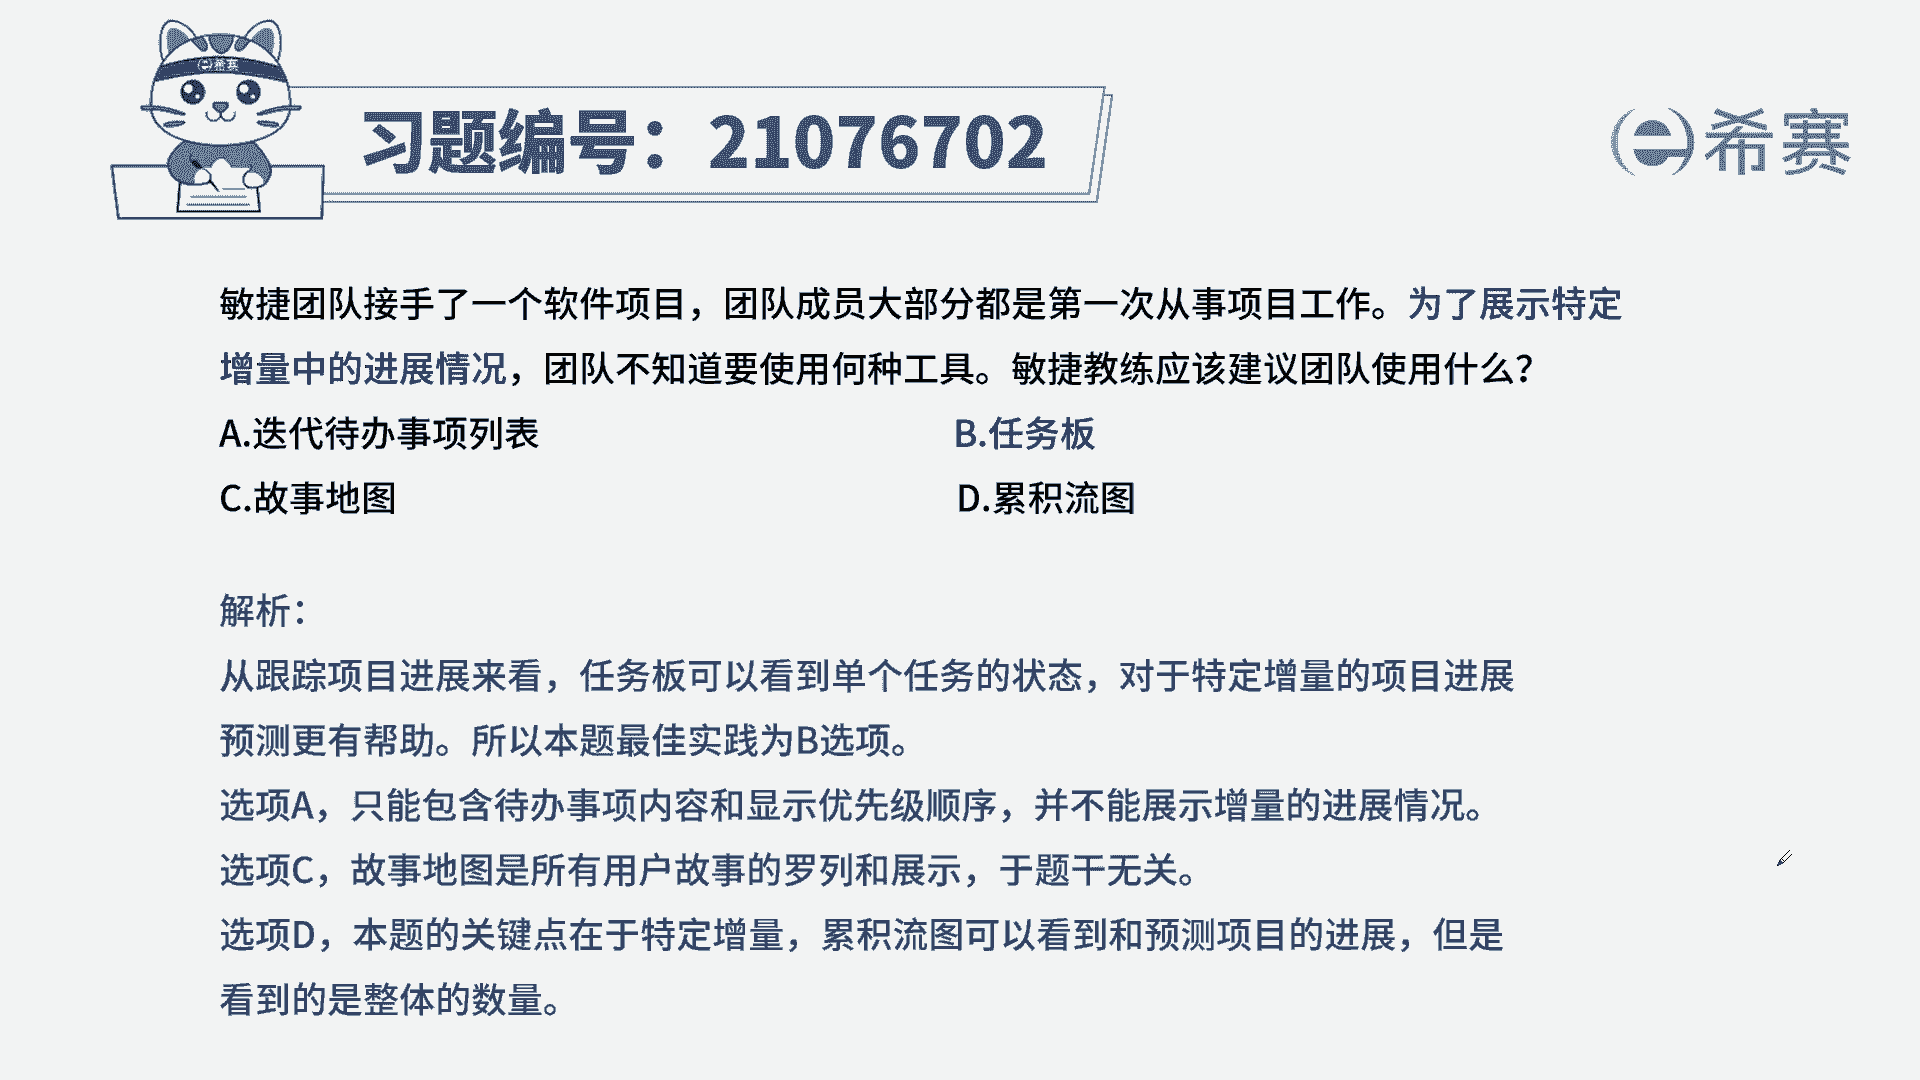 希赛
习题编号：21076702
希赛
敏捷团队接手了一个软件项目，团队成员大部分都是第一次从事项目工作。为了展示特定
增量中的进展情况，团队不知道要使用何种工具。敏捷教练应该建议团队使用什么？
A.迭代待办事项列表
B.任务板
C.故事地图
D.累积流图
解析：
从跟踪项目进展来看，任务板可以看到单个任务的状态，对于特定增量的项目进展
预测更有帮助。所以本题最佳实践为B选项。
选项A，只能包含待办事项内容和显示优先级顺序，并不能展示增量的进展情况。
选项C，故事地图是所有用户故事的罗列和展示，于题干无关。
选项D，本题的关键点在于特定增量，累积流图可以看到和预测项目的进展，但是
看到的是整体的数量。